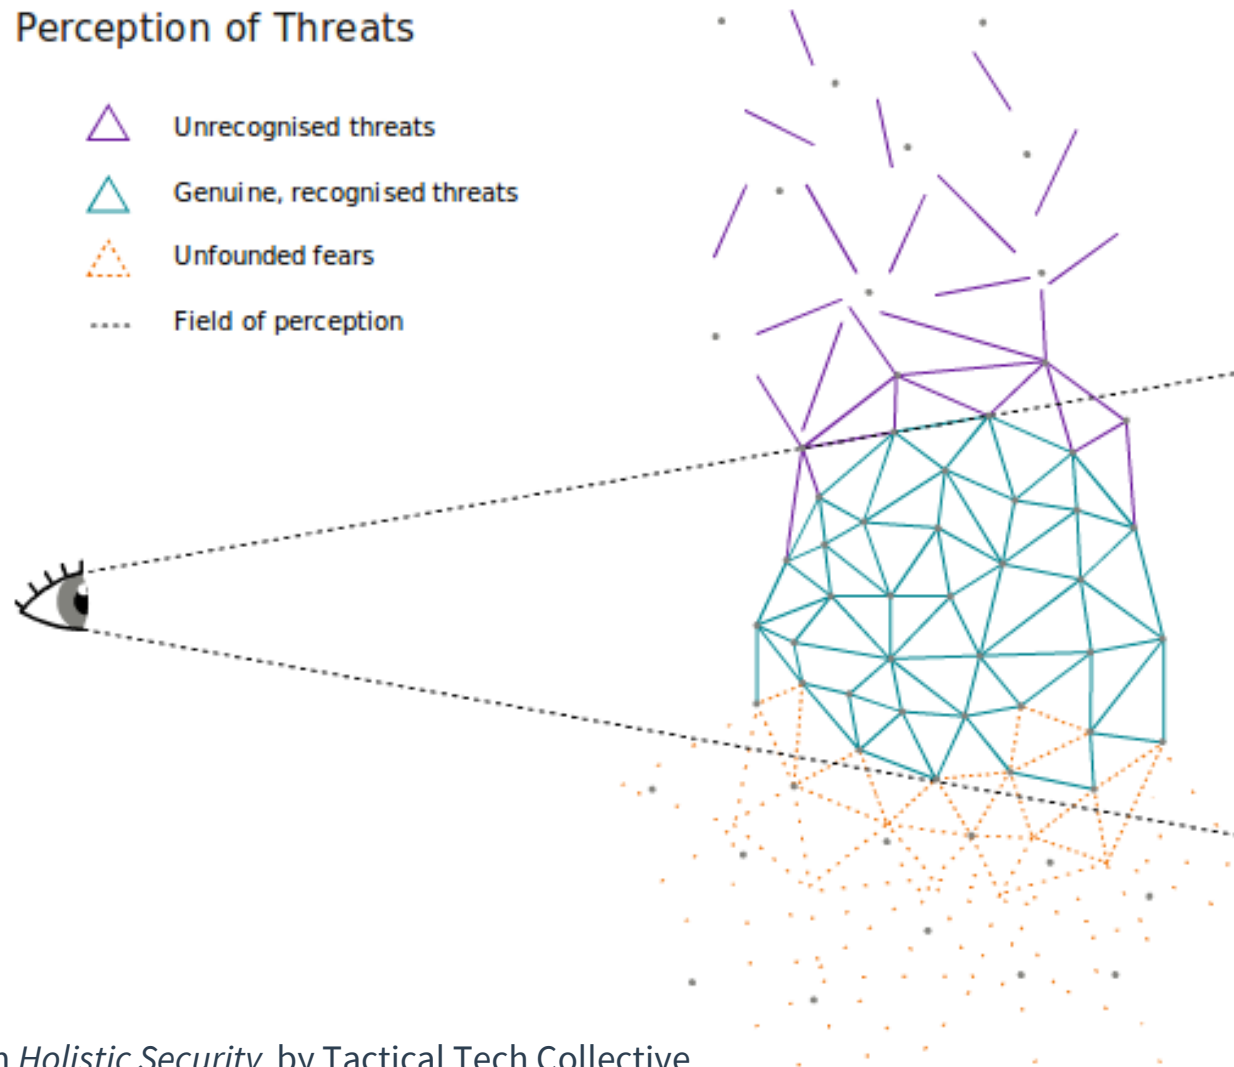 Perception of Threats
Unrecognised threats
Genuine, recognised threats
Unfounded fears
Field of perception
Holistic Security by Tactical Tech Collective